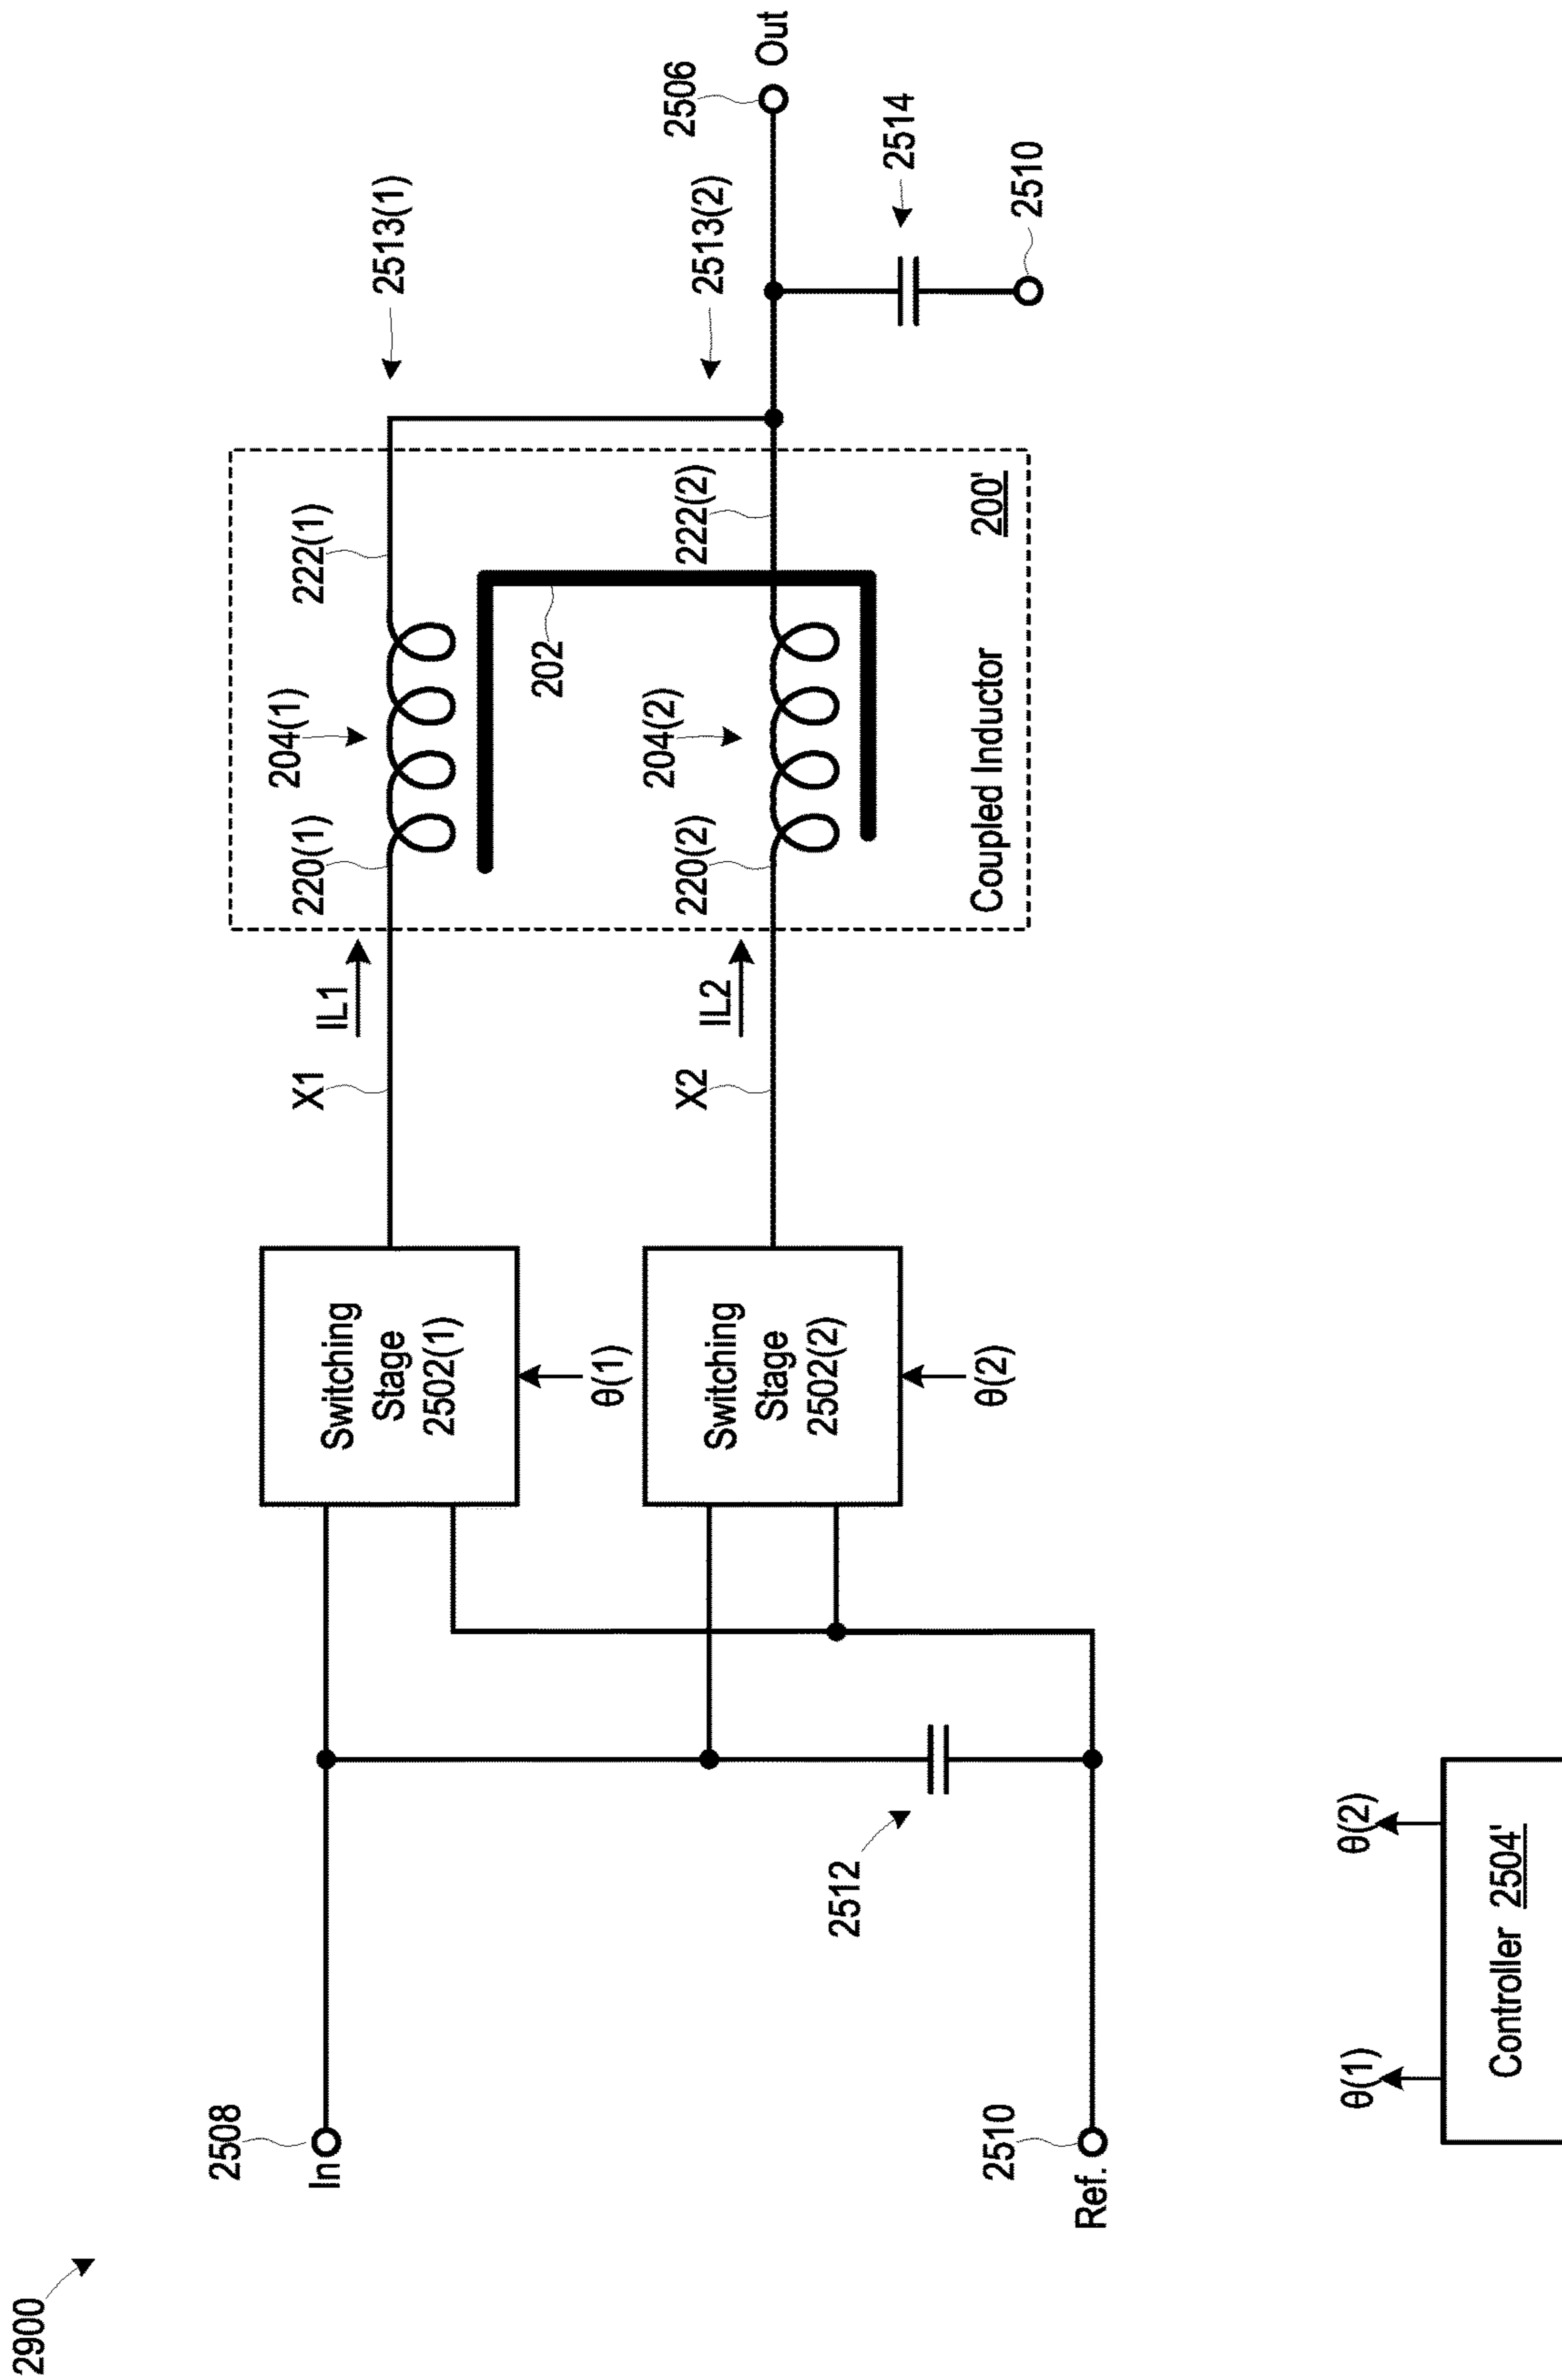 2900
2508
In
2510
Ref.
2512
Switching
Stage
2502(1)
θ(1)
Switching
Stage
2502(2)
θ(2)
X1
IL1
X2
IL2
220(1)
204(1)
222(1)
202
220(2)
204(2)
222(2)
Coupled Inductor
200'
2513(1)
2513(2)
2506
Out
2514
2510
θ(1)
θ(2)
Controller 2504'